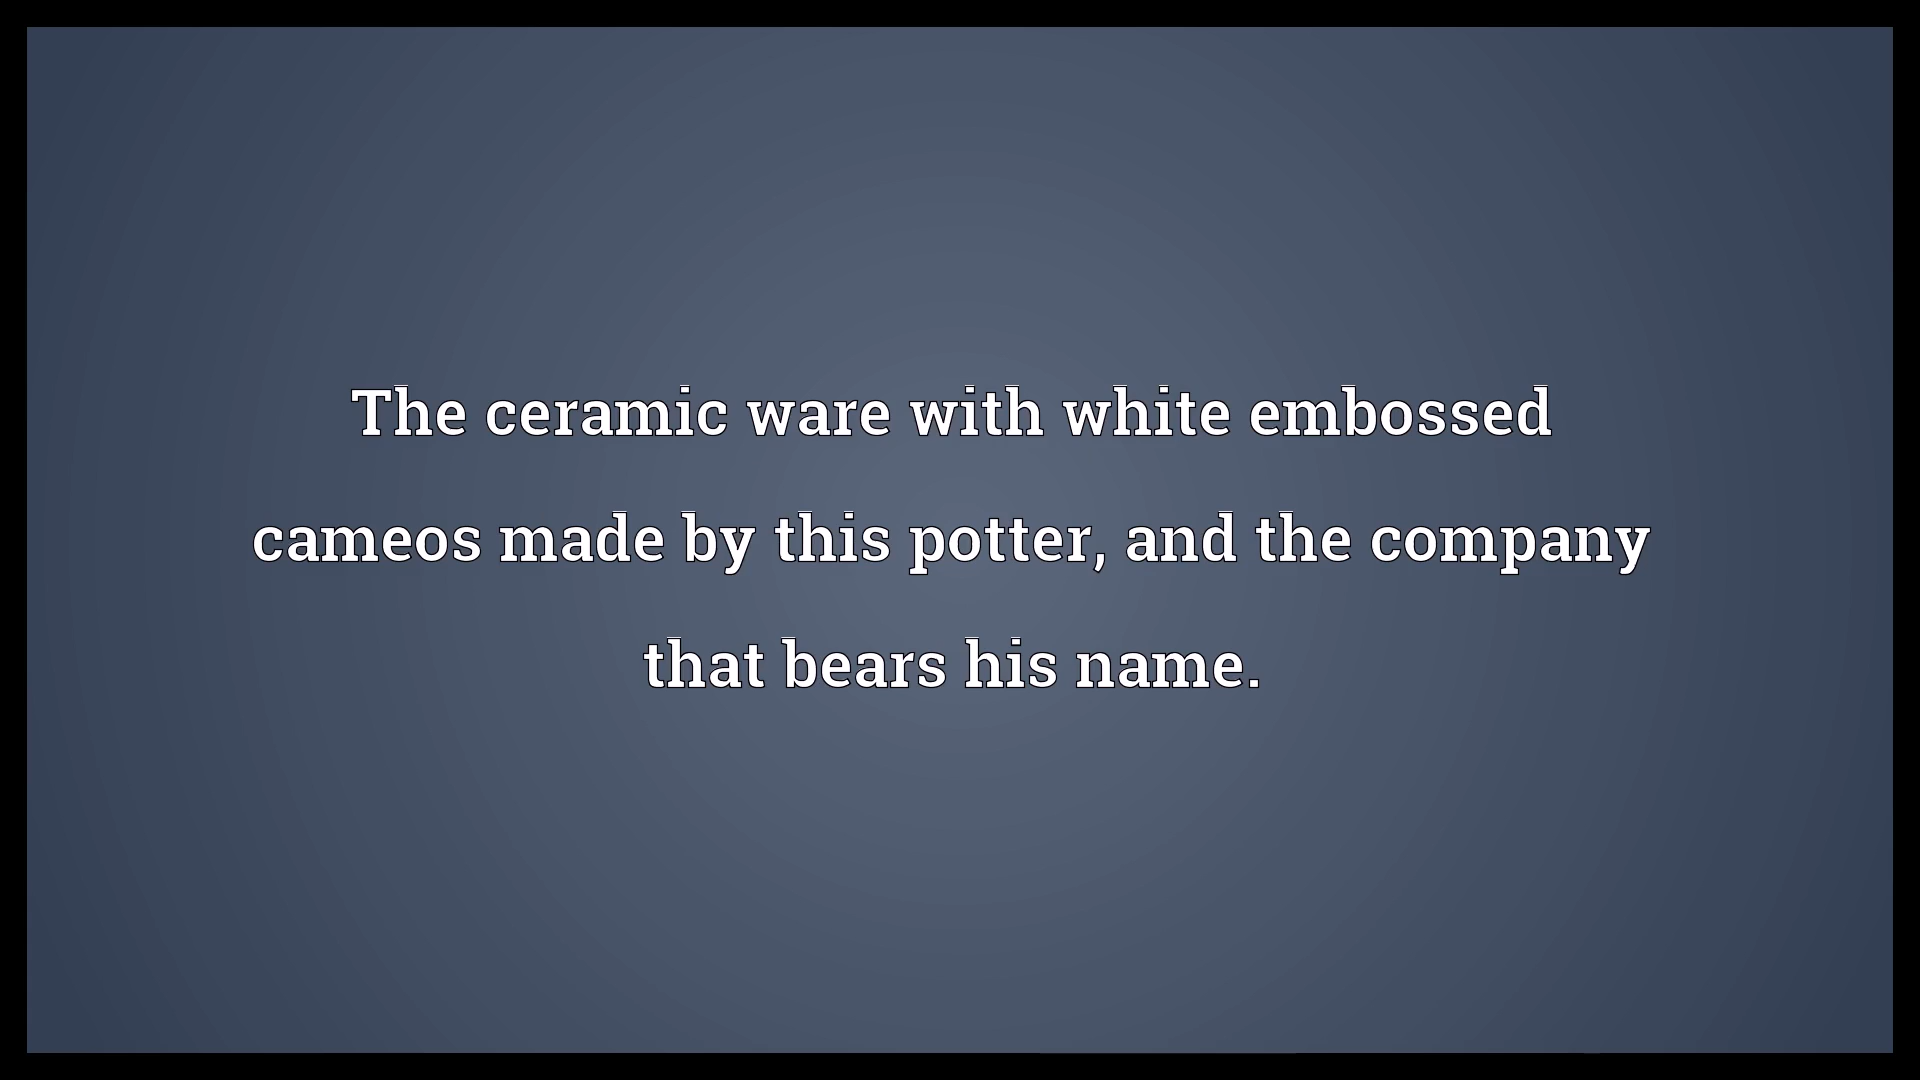 The ceramic ware with white embossed
cameos made by this potter, and the company
that bears his name.